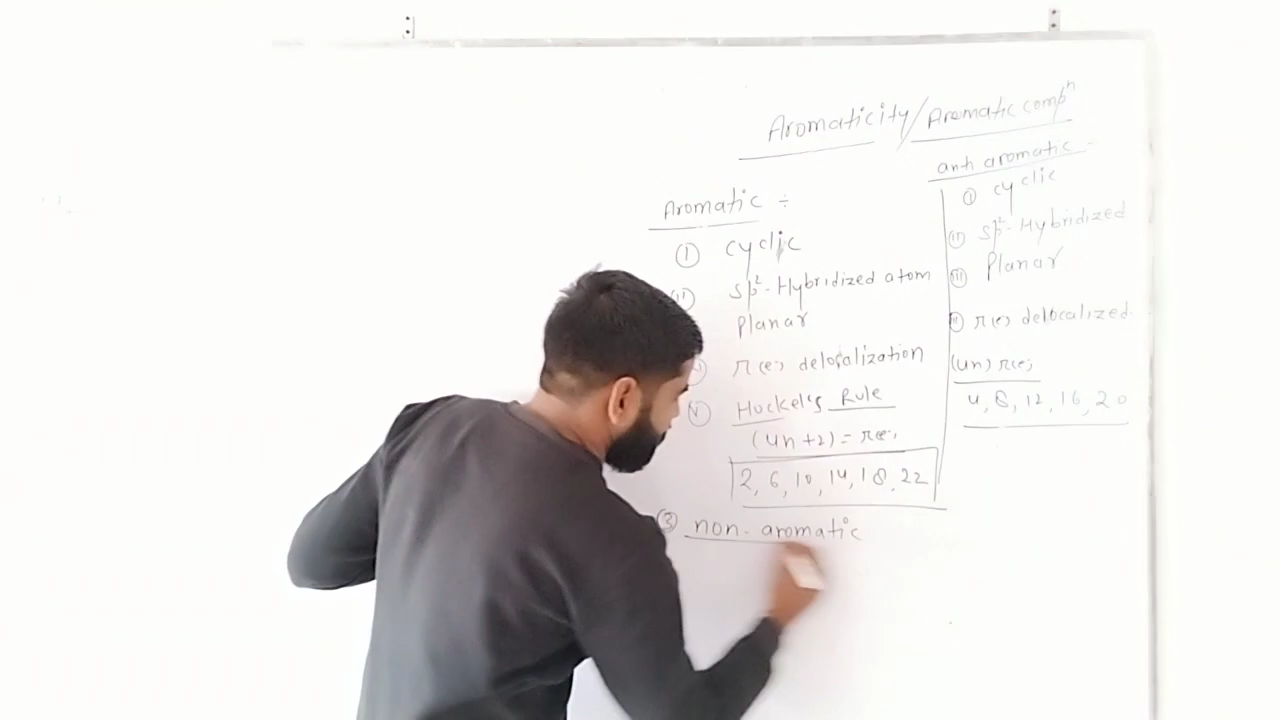 Aromaticity/Aromatic compⁿ
Aromatic ÷
① cyclic
sp²-Hybridized atom
Planar
π(e-) delocalization
Huckel's Rule
(4n+2) = π(e-)
2, 6, 10, 14, 18, 22
③ non-aromatic
anti aromatic -
① cyclic
(ii) sp²-Hybridized
(iii) Planar
π(e) delocalized.
(4n) π(e-)
4, 8, 12, 16, 20